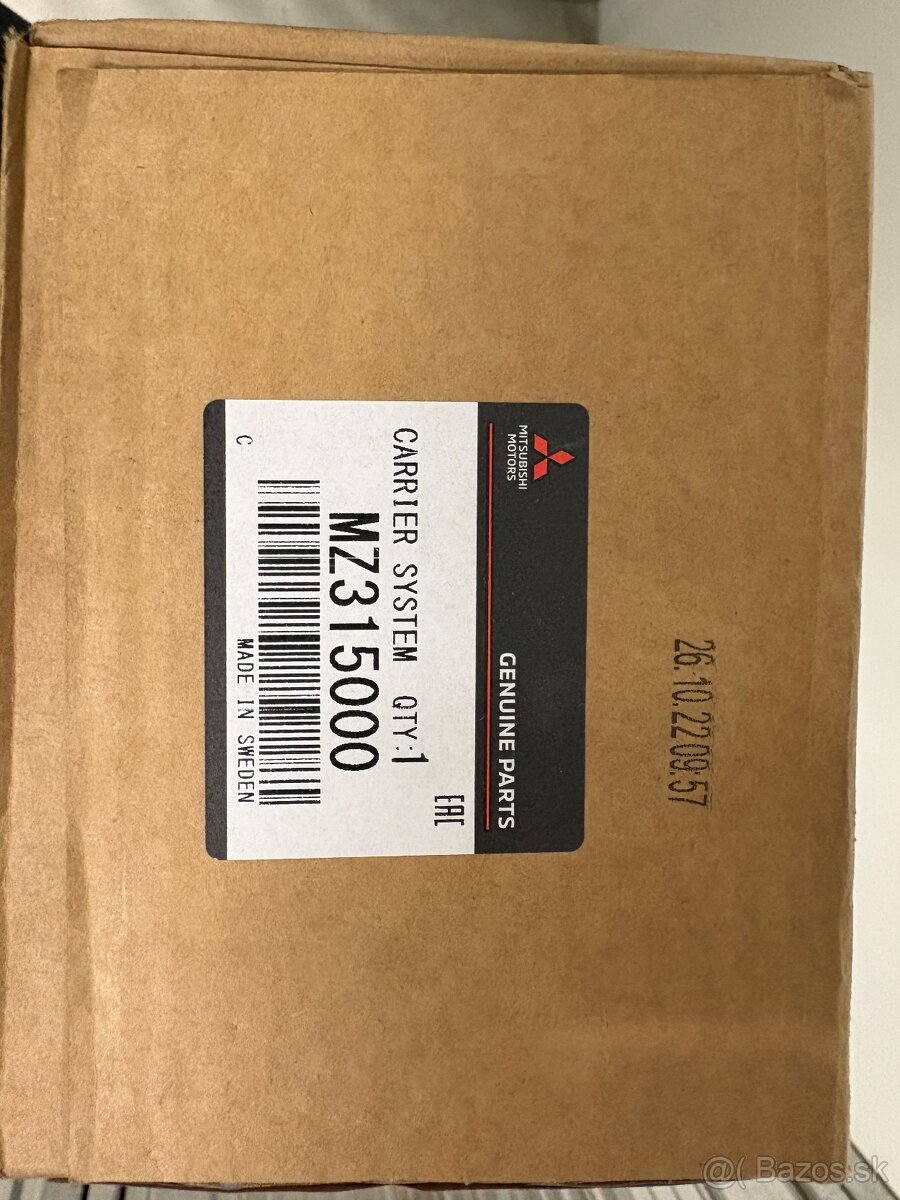 MITSUBISHI
MOTORS
GENUINE PARTS
EAC
CARRIER SYSTEM QTY:1
MZ315000
C
MADE IN SWEDEN
26.10.22 09:57
@( Bazos.sk